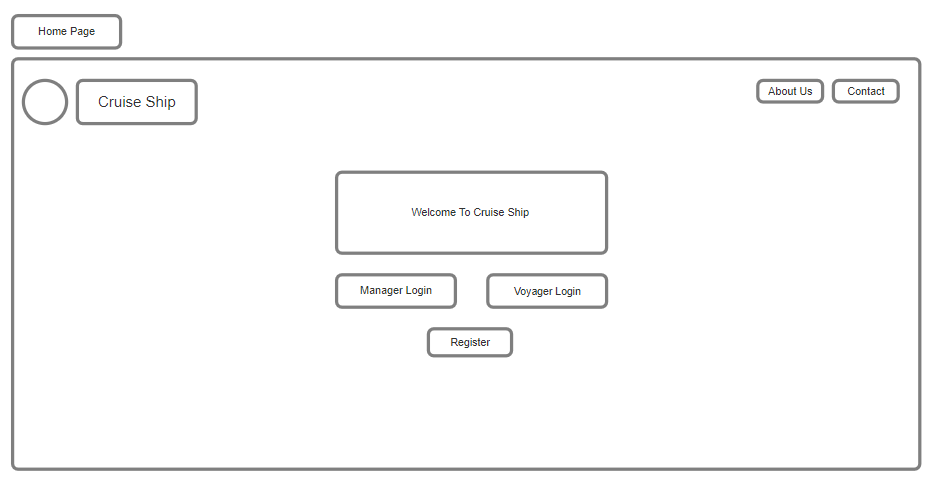 Home Page
Cruise Ship
About Us
Contact
Welcome To Cruise Ship
Manager Login
Voyager Login
Register